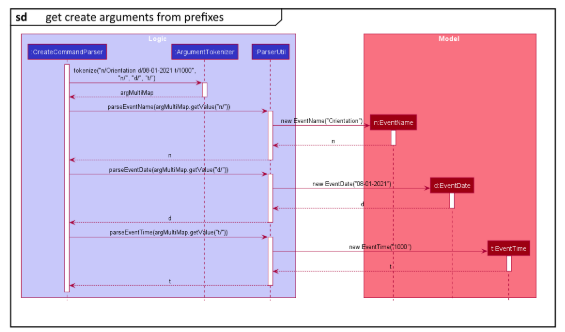 sd get create arguments from prefixes
Logic
Model
CreateCommandParser
ArgumentTokenizer
ParserUtil
tokenize("n/Orientation d/08-01-2021 t/1000",
"n/", "d/", "t/")
argMultiMap
parseEventName(argMultiMap.getValue("n/"))
new EventName("Orientation")
n:EventName
n
n
parseEventDate(argMultiMap.getValue("d/"))
new EventDate("08-01-2021")
d:EventDate
d
d
parseEventTime(argMultiMap.getValue("t/"))
new EventTime("1000")
t:EventTime
t
t